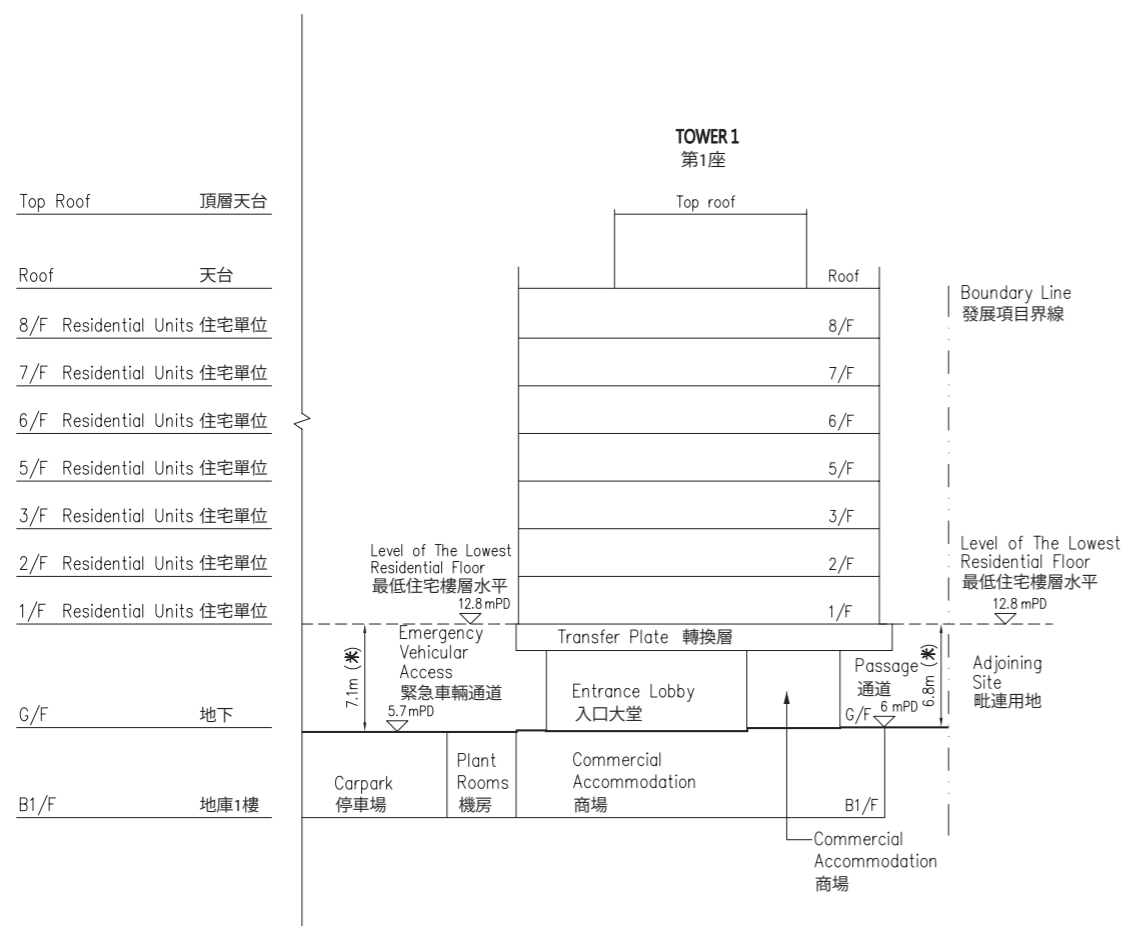 TOWER 1
第1座
Top Roof 頂層天台
Top roof
Roof 天台
Roof
Boundary Line
發展項目界線
8/F Residential Units 住宅單位
8/F
7/F Residential Units 住宅單位
7/F
6/F Residential Units 住宅單位
6/F
5/F Residential Units 住宅單位
5/F
3/F Residential Units 住宅單位
3/F
2/F Residential Units 住宅單位
2/F
1/F Residential Units 住宅單位
1/F
Level of The Lowest
Residential Floor
最低住宅樓層水平
12.8 mPD
Level of The Lowest
Residential Floor
最低住宅樓層水平
12.8 mPD
Transfer Plate 轉換層
7.1m (米)
Emergency
Vehicular
Access
緊急車輛通道
5.7 mPD
Entrance Lobby
入口大堂
Passage
通道
6 mPD
G/F
6.8m (米)
Adjoining
Site
毗連用地
G/F 地下
Carpark
停車場
Plant
Rooms
機房
Commercial
Accommodation
商場
B1/F
B1/F 地庫1樓
Commercial
Accommodation
商場